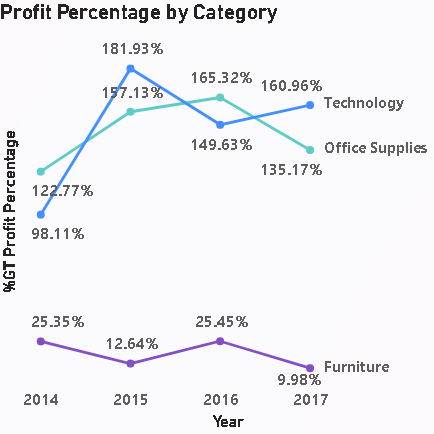 Profit Percentage by Category
181.93%
165.32%
157.13%
160.96%
Technology
149.63%
Office Supplies
135.17%
122.77%
98.11%
%GT Profit Percentage
25.35%
25.45%
12.64%
Furniture
9.98%
2014 2015 2016 2017
Year